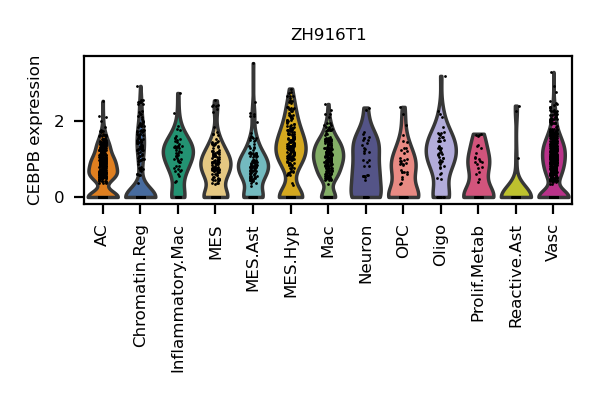 ZH916T1
CEBPB expression
2
0
AC
Chromatin.Reg
Inflammatory.Mac
MES
MES.Ast
MES.Hyp
Mac
Neuron
OPC
Oligo
Prolif.Metab
Reactive.Ast
Vasc